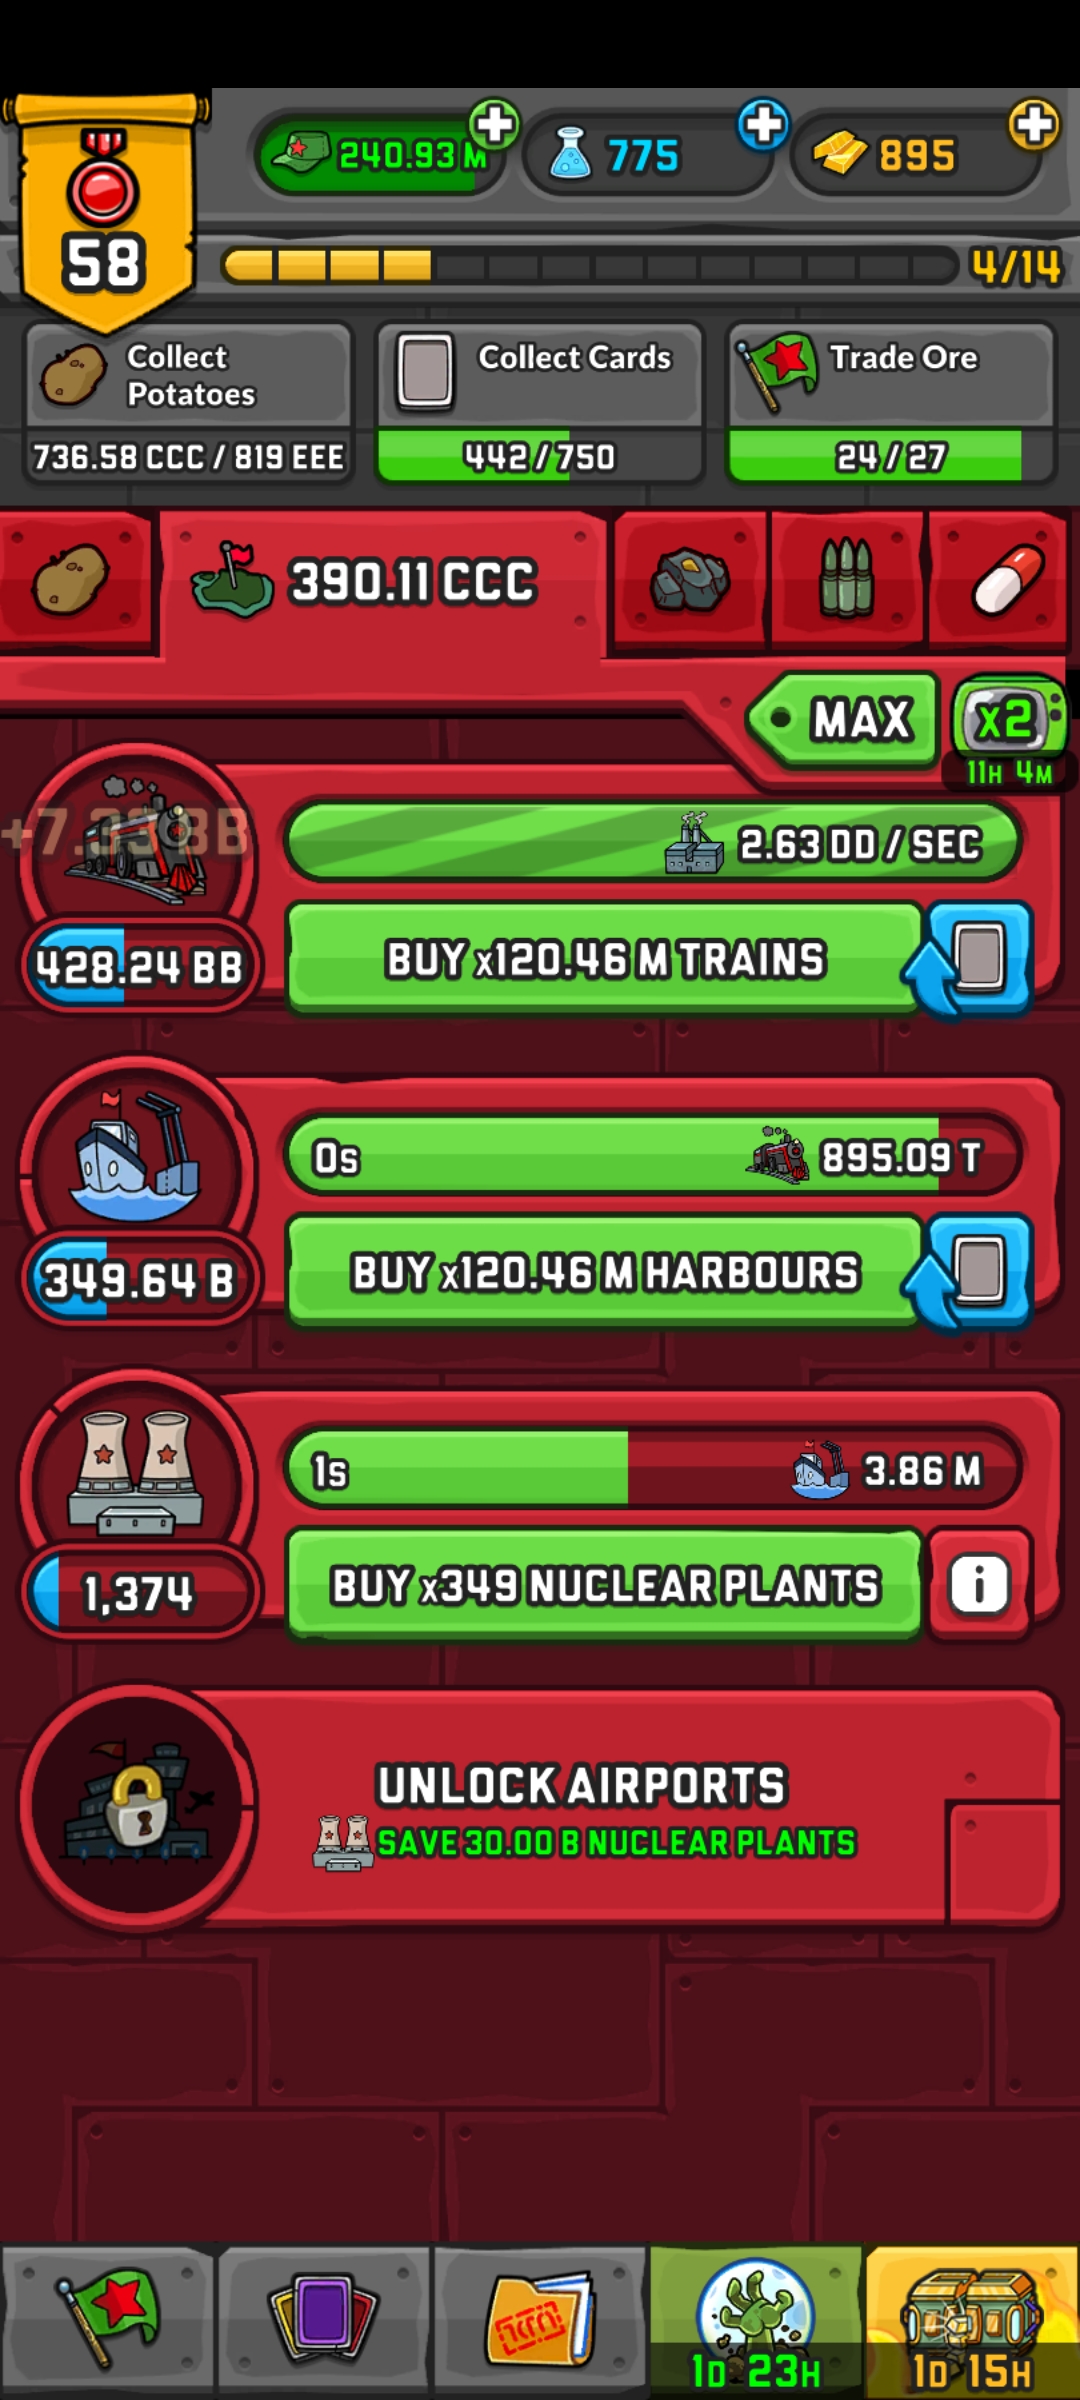 240.93 M
775
895
58
4/14
Collect
Potatoes
Collect Cards
Trade Ore
736.58 CCC / 819 EEE
442/750
24/27
390.11 CCC
MAX
x2
11H 4M
2.63 DD / SEC
428.24 BB
BUY x120.46 M TRAINS
0s
895.09 T
349.64 B
BUY x120.46 M HARBOURS
1s
3.86 M
1,374
BUY x349 NUCLEAR PLANTS
i
UNLOCK AIRPORTS
SAVE 30.00 B NUCLEAR PLANTS
1D 23H
1D 15H